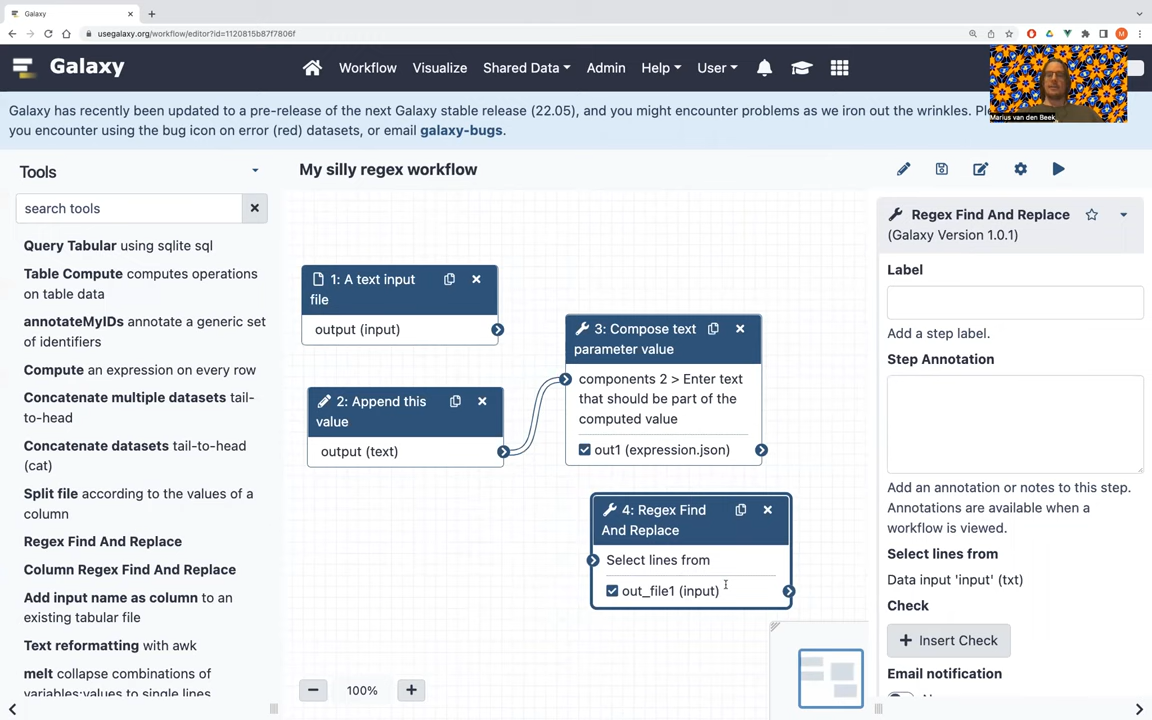 Galaxy
usegalaxy.org/workflow/editor?id=1120815b87f7806f
M
Galaxy
Workflow
Visualize
Shared Data
Admin
Help
User
Marius van den Beek
Galaxy has recently been updated to a pre-release of the next Galaxy stable release (22.05), and you might encounter problems as we iron out the wrinkles.
you encounter using the bug icon on error (red) datasets, or email galaxy-bugs.
Tools
search tools
Query Tabular using sqlite sql
Table Compute computes operations
on table data
annotateMyIDs annotate a generic set
of identifiers
Compute an expression on every row
Concatenate multiple datasets tail-
to-head
Concatenate datasets tail-to-head
(cat)
Split file according to the values of a
column
Regex Find And Replace
Column Regex Find And Replace
Add input name as column to an
existing tabular file
Text reformatting with awk
melt collapse combinations of
variables:values to single lines
My silly regex workflow
1: A text input
file
output (input)
2: Append this
value
output (text)
3: Compose text
parameter value
components 2 > Enter text
that should be part of the
computed value
out1 (expression.json)
4: Regex Find
And Replace
Select lines from
out_file1 (input)
100%
Regex Find And Replace
(Galaxy Version 1.0.1)
Label
Add a step label.
Step Annotation
Add an annotation or notes to this step.
Annotations are available when a
workflow is viewed.
Select lines from
Data input 'input' (txt)
Check
Insert Check
Email notification